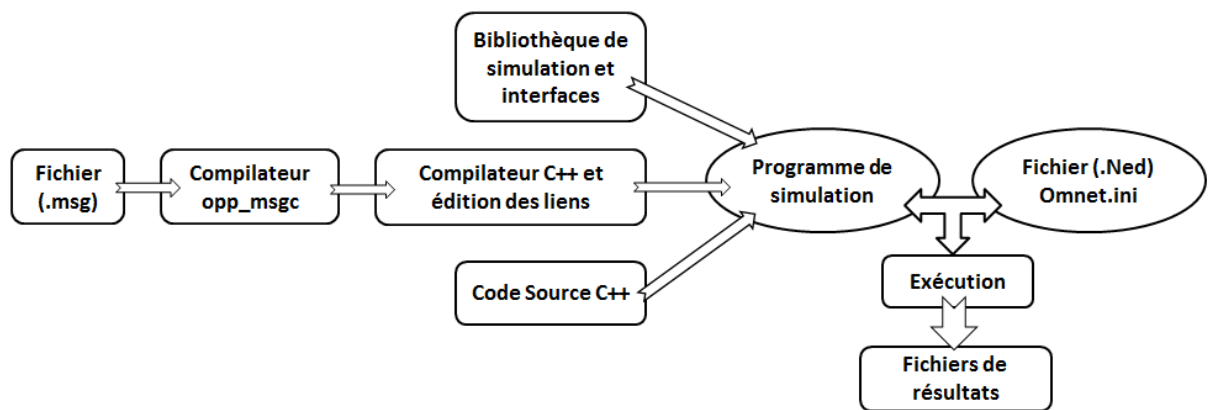 Bibliothèque de
simulation et
interfaces
Fichier
(.msg)
Compilateur
opp_msgc
Compilateur C++ et
édition des liens
Programme de
simulation
Fichier (.Ned)
Omnet.ini
Code Source C++
Exécution
Fichiers de
résultats